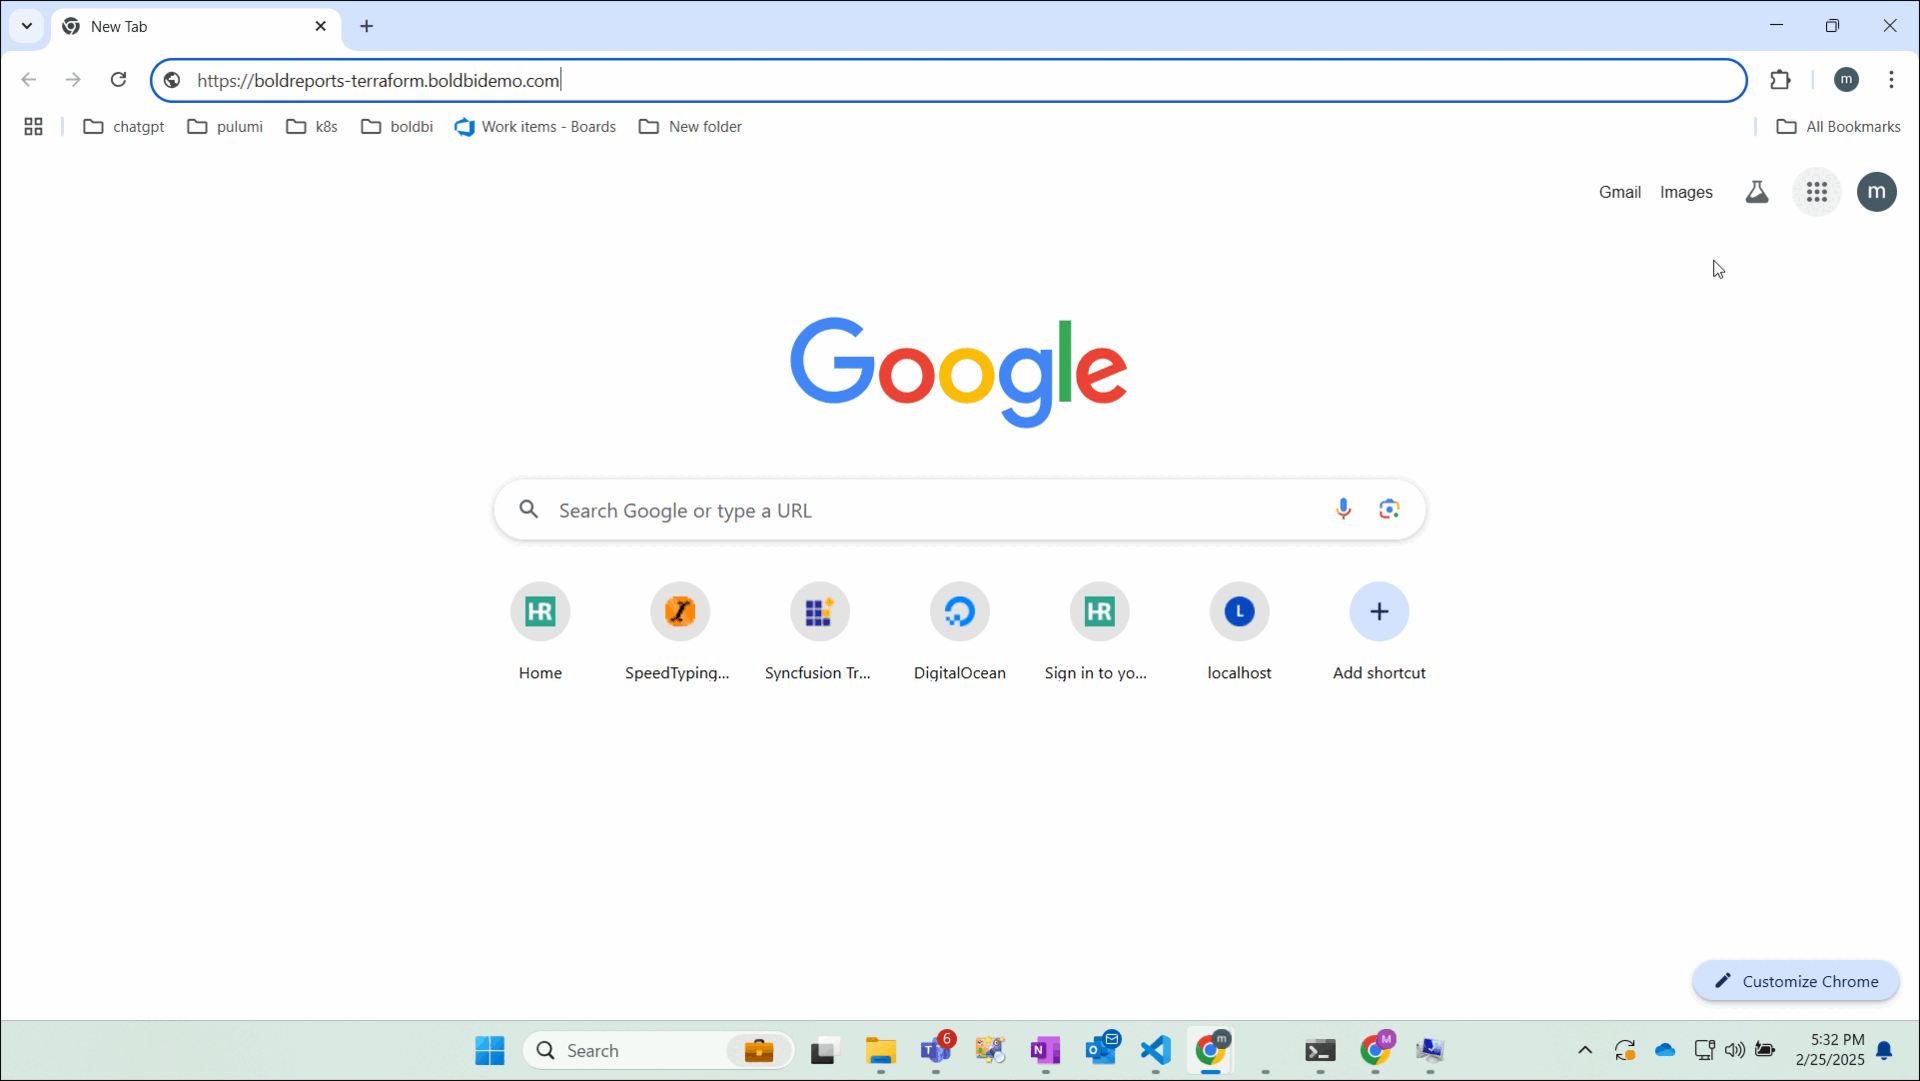 New Tab
https://boldreports-terraform.boldbidemo.com
m
chatgpt
pulumi
k8s
boldbi
Work items - Boards
New folder
All Bookmarks
Gmail
Images
m
Google
Search Google or type a URL
HR
HR
L
Home
SpeedTyping...
Syncfusion Tr...
DigitalOcean
Sign in to yo...
localhost
Add shortcut
Customize Chrome
Search
6
T
N
O
m
M
5:32 PM
2/25/2025